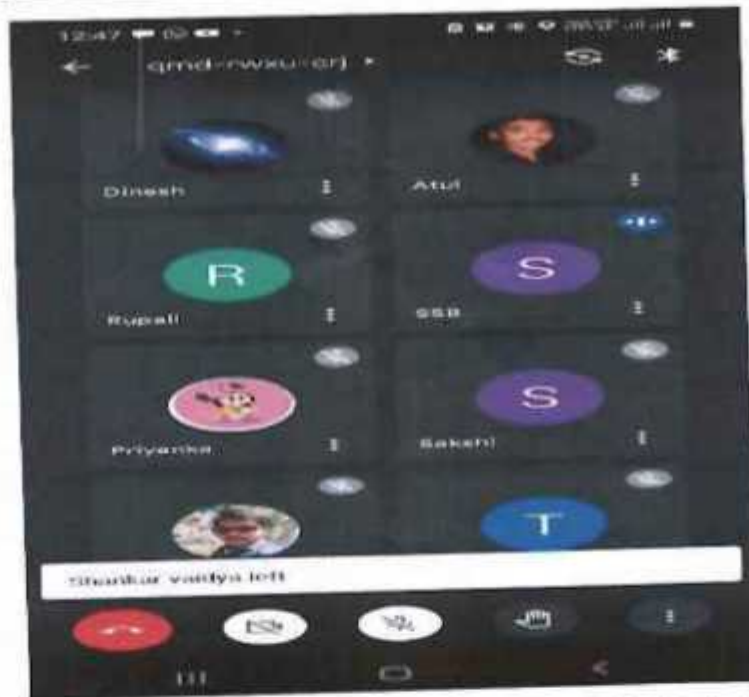 12:47
qmd-rwxu-crj
Dinesh
Atul
R
S
Rupali
SSB
S
Priyanka
Sakshi
T
Shankar vaidya left